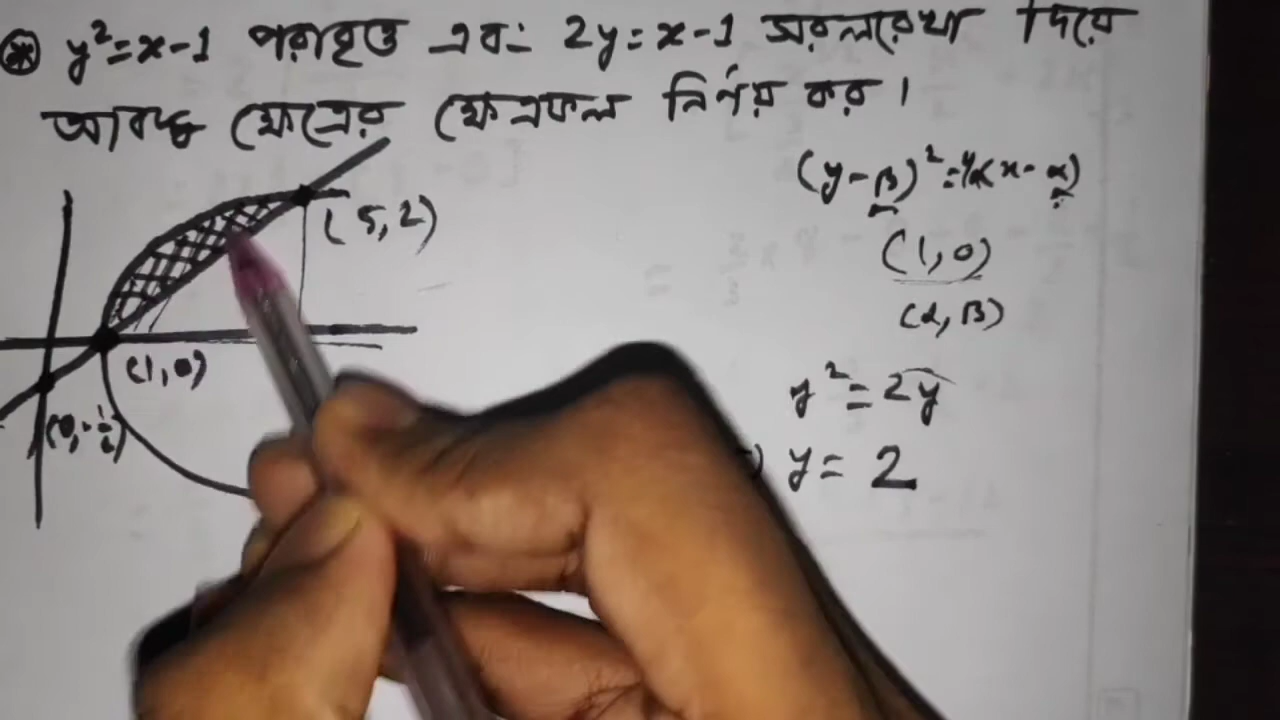 ⊛ y² = x-1 পরাবৃত্ত এবং 2y = x-1 সরলরেখা দিয়ে
আবদ্ধ ক্ষেত্রের ক্ষেত্রফল নির্ণয় কর।
(y-β)² = 4a(x-α)
(5,2)
(1,0)
(α,β)
(1,0)
y² = 2y
(0,-½)
y = 2